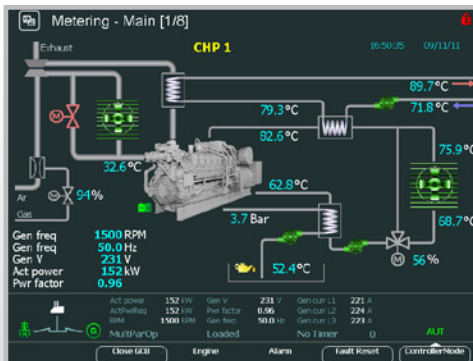 Metering - Main [1/8]
Exhaust
CHP 1
16:50:35
09/11/11
89.7 °C
79.3 °C
71.8 °C
82.6 °C
75.9 °C
M
32.6 °C
62.8 °C
94 %
Ar
Gas
3.7 Bar
68.7 °C
Gen freq 1500 RPM
Gen freq 50.0 Hz
Gen V 231 V
Act power 152 kW
Pwr factor 0.96
52.4 °C
M 56 %
Act power 152 kW Gen V 231 V Gen curr L1 221 A
ActPwrReq 152 kW Pwr factor 0.96 Gen curr L2 224 A
RPM 1500 RPM Gen freq 50.0 Hz Gen curr L3 223 A
MultParOp Loaded No Timer 0 AUT
Close GCB Engine Alarm Fault Reset ControllerMode